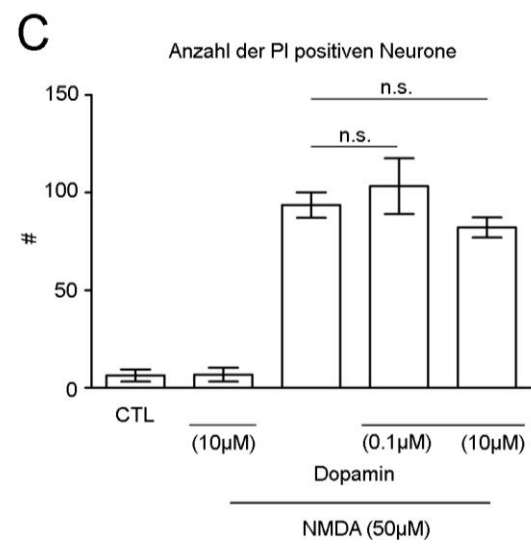 C
Anzahl der PI positiven Neurone
150
n.s.
n.s.
100
#
50
0
CTL
(10µM) (0.1µM) (10µM)
Dopamin
NMDA (50µM)